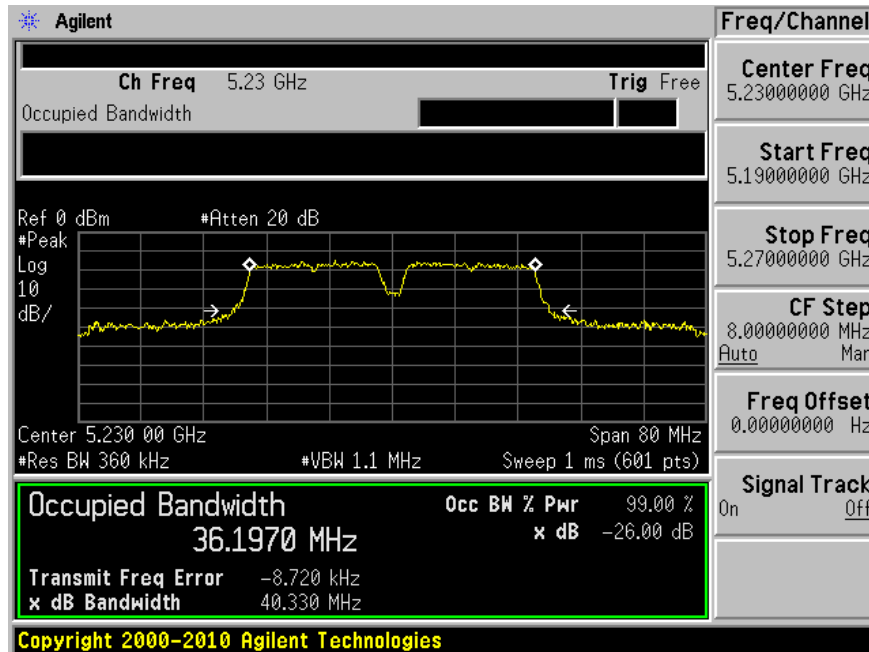 Agilent
Freq/Channel
Ch Freq 5.23 GHz Trig Free
Occupied Bandwidth
Center Freq
5.23000000 GHz
Start Freq
5.19000000 GHz
Stop Freq
5.27000000 GHz
CF Step
8.00000000 MHz
Auto Man
Freq Offset
0.00000000 Hz
Signal Track
On Off
Ref 0 dBm #Atten 20 dB
#Peak
Log
10
dB/
Center 5.230 00 GHz Span 80 MHz
#Res BW 360 kHz #VBW 1.1 MHz Sweep 1 ms (601 pts)
Occupied Bandwidth Occ BW % Pwr 99.00 %
36.1970 MHz x dB -26.00 dB
Transmit Freq Error -8.720 kHz
x dB Bandwidth 40.330 MHz
Copyright 2000-2010 Agilent Technologies